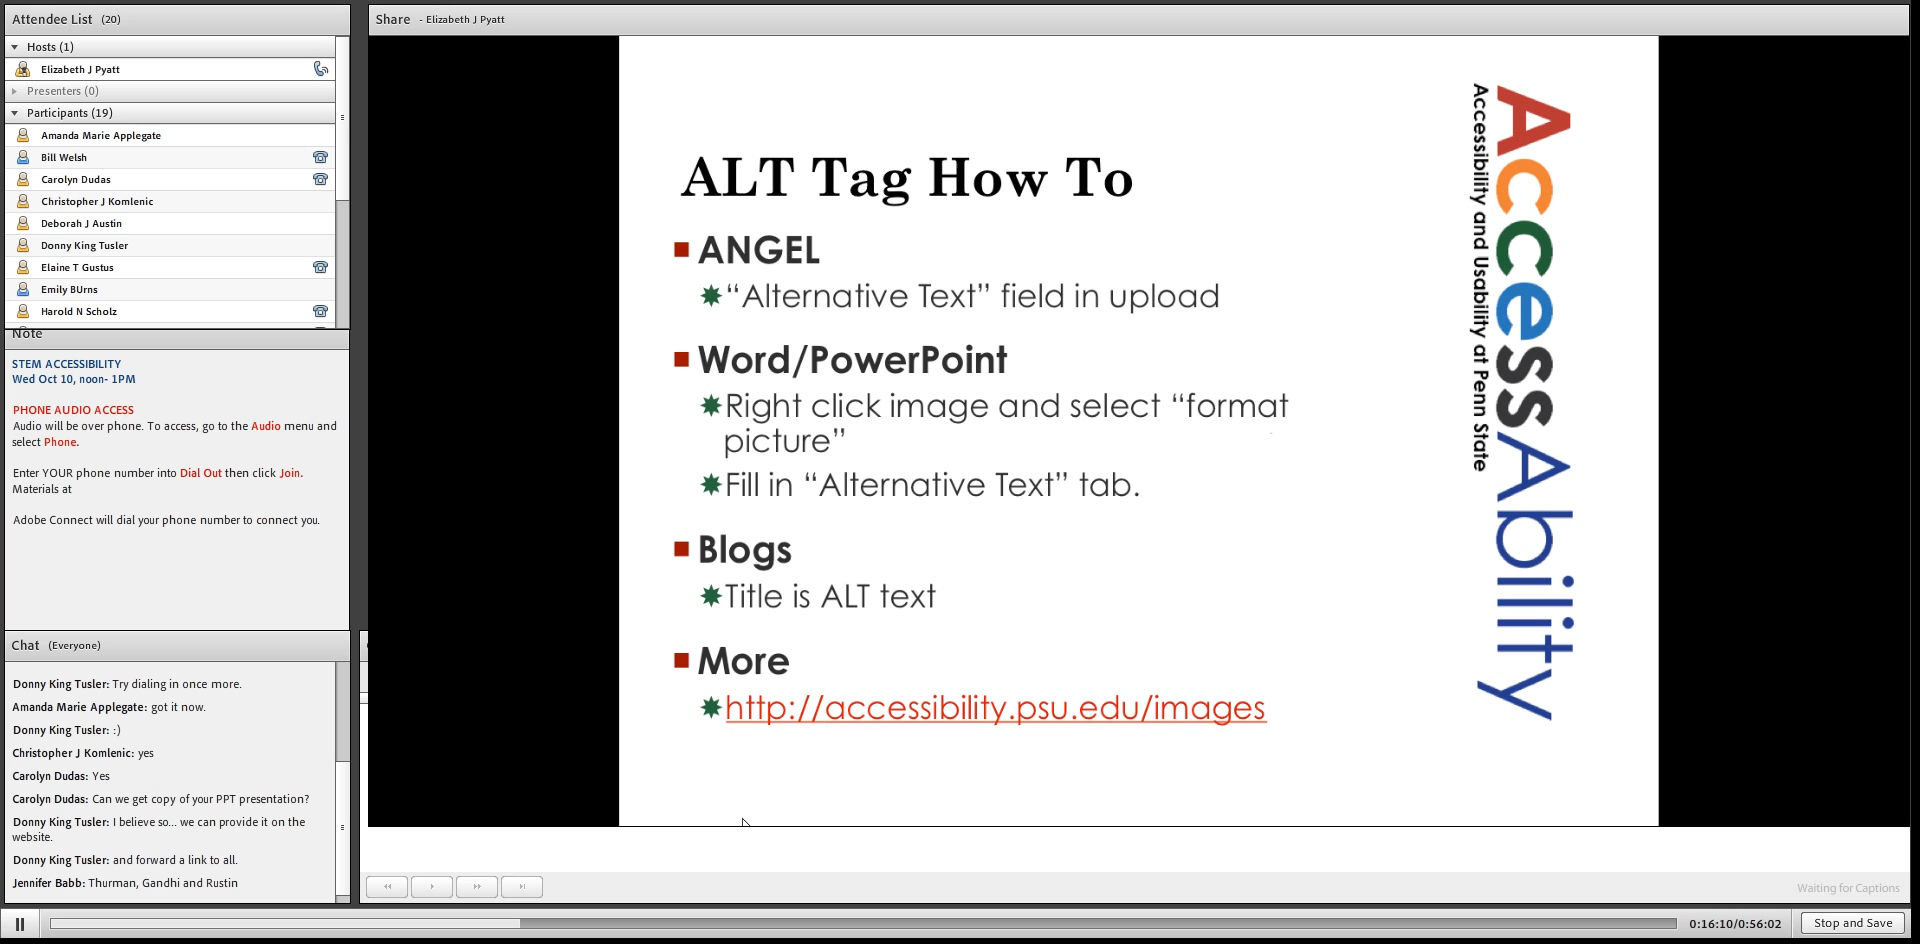 Attendee List (20)
Hosts (1)
Elizabeth J Pyatt
Presenters (0)
Participants (19)
Amanda Marie Applegate
Bill Welsh
Carolyn Dudas
Christopher J Komlenic
Deborah J Austin
Donny King Tusler
Elaine T Gustus
Emily BUrns
Harold N Scholz
Note
STEM ACCESSIBILITY
Wed Oct 10, noon- 1PM
PHONE AUDIO ACCESS
Audio will be over phone. To access, go to the Audio menu and
select Phone.
Enter YOUR phone number into Dial Out then click Join.
Materials at
Adobe Connect will dial your phone number to connect you.
Chat (Everyone)
Donny King Tusler: Try dialing in once more.
Amanda Marie Applegate: got it now.
Donny King Tusler: :)
Christopher J Komlenic: yes
Carolyn Dudas: Yes
Carolyn Dudas: Can we get copy of your PPT presentation?
Donny King Tusler: I believe so... we can provide it on the
website.
Donny King Tusler: and forward a link to all.
Jennifer Babb: Thurman, Gandhi and Rustin
Share - Elizabeth J Pyatt
ALT Tag How To
ANGEL
“Alternative Text” field in upload
Word/PowerPoint
Right click image and select “format
picture”
Fill in “Alternative Text” tab.
Blogs
Title is ALT text
More
http://accessibility.psu.edu/images
AccessAbility
Accessibility and Usability at Penn State
Waiting for Captions
0:16:10/0:56:02
Stop and Save